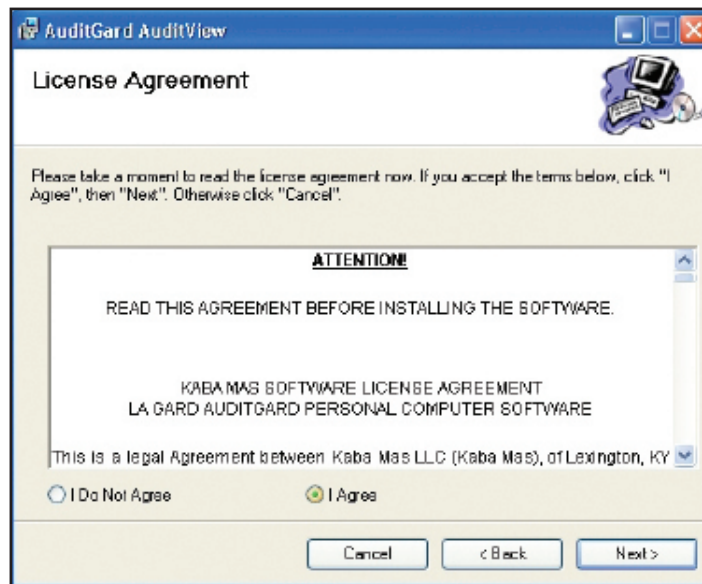 AuditGard AuditView
License Agreement
Please take a moment to read the license agreement now. If you accept the terms below, click "I
Agree", then "Next". Otherwise click "Cancel".
ATTENTION!
READ THIS AGREEMENT BEFORE INSTALLING THE SOFTWARE.
KABA MAS SOFTWARE LICENSE AGREEMENT
LA GARD AUDITGARD PERSONAL COMPUTER SOFTWARE
This is a legal Agreement between Kaba Mas LLC (Kaba Mas), of Lexington, KY
I Do Not Agree
I Agree
Cancel
< Back
Next >